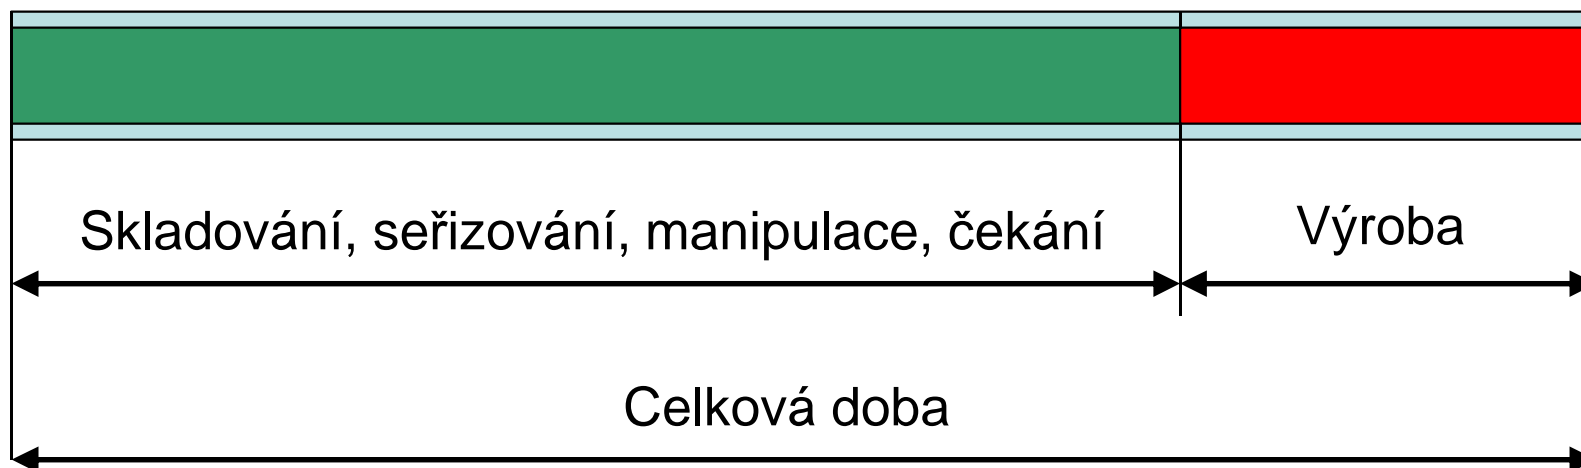 Skladování, seřizování, manipulace, čekání
Výroba
Celková doba